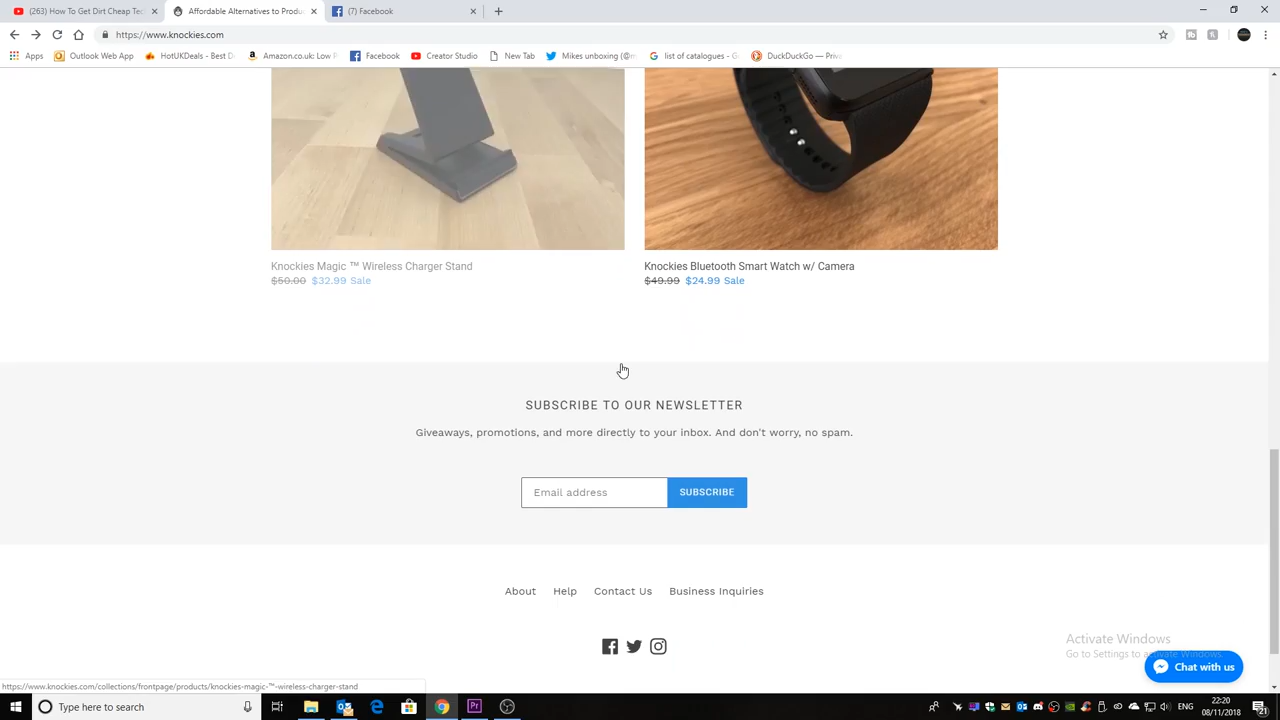 (263) How To Get Dirt Cheap Tec
Affordable Alternatives to Produ
(7) Facebook
https://www.knockies.com
Apps
Outlook Web App
HotUKDeals - Best D
Amazon.co.uk: Low P
Facebook
Creator Studio
New Tab
Mikes unboxing (@m
list of catalogues - G
DuckDuckGo — Priva
Knockies Magic ™ Wireless Charger Stand
$50.00 $32.99 Sale
Knockies Bluetooth Smart Watch w/ Camera
$49.99 $24.99 Sale
SUBSCRIBE TO OUR NEWSLETTER
Giveaways, promotions, and more directly to your inbox. And don't worry, no spam.
Email address
SUBSCRIBE
About Help Contact Us Business Inquiries
Activate Windows
Go to Settings to activate Windows.
Chat with us
https://www.knockies.com/collections/frontpage/products/knockies-magic-™-wireless-charger-stand
Type here to search
ENG
22:20
08/11/2018